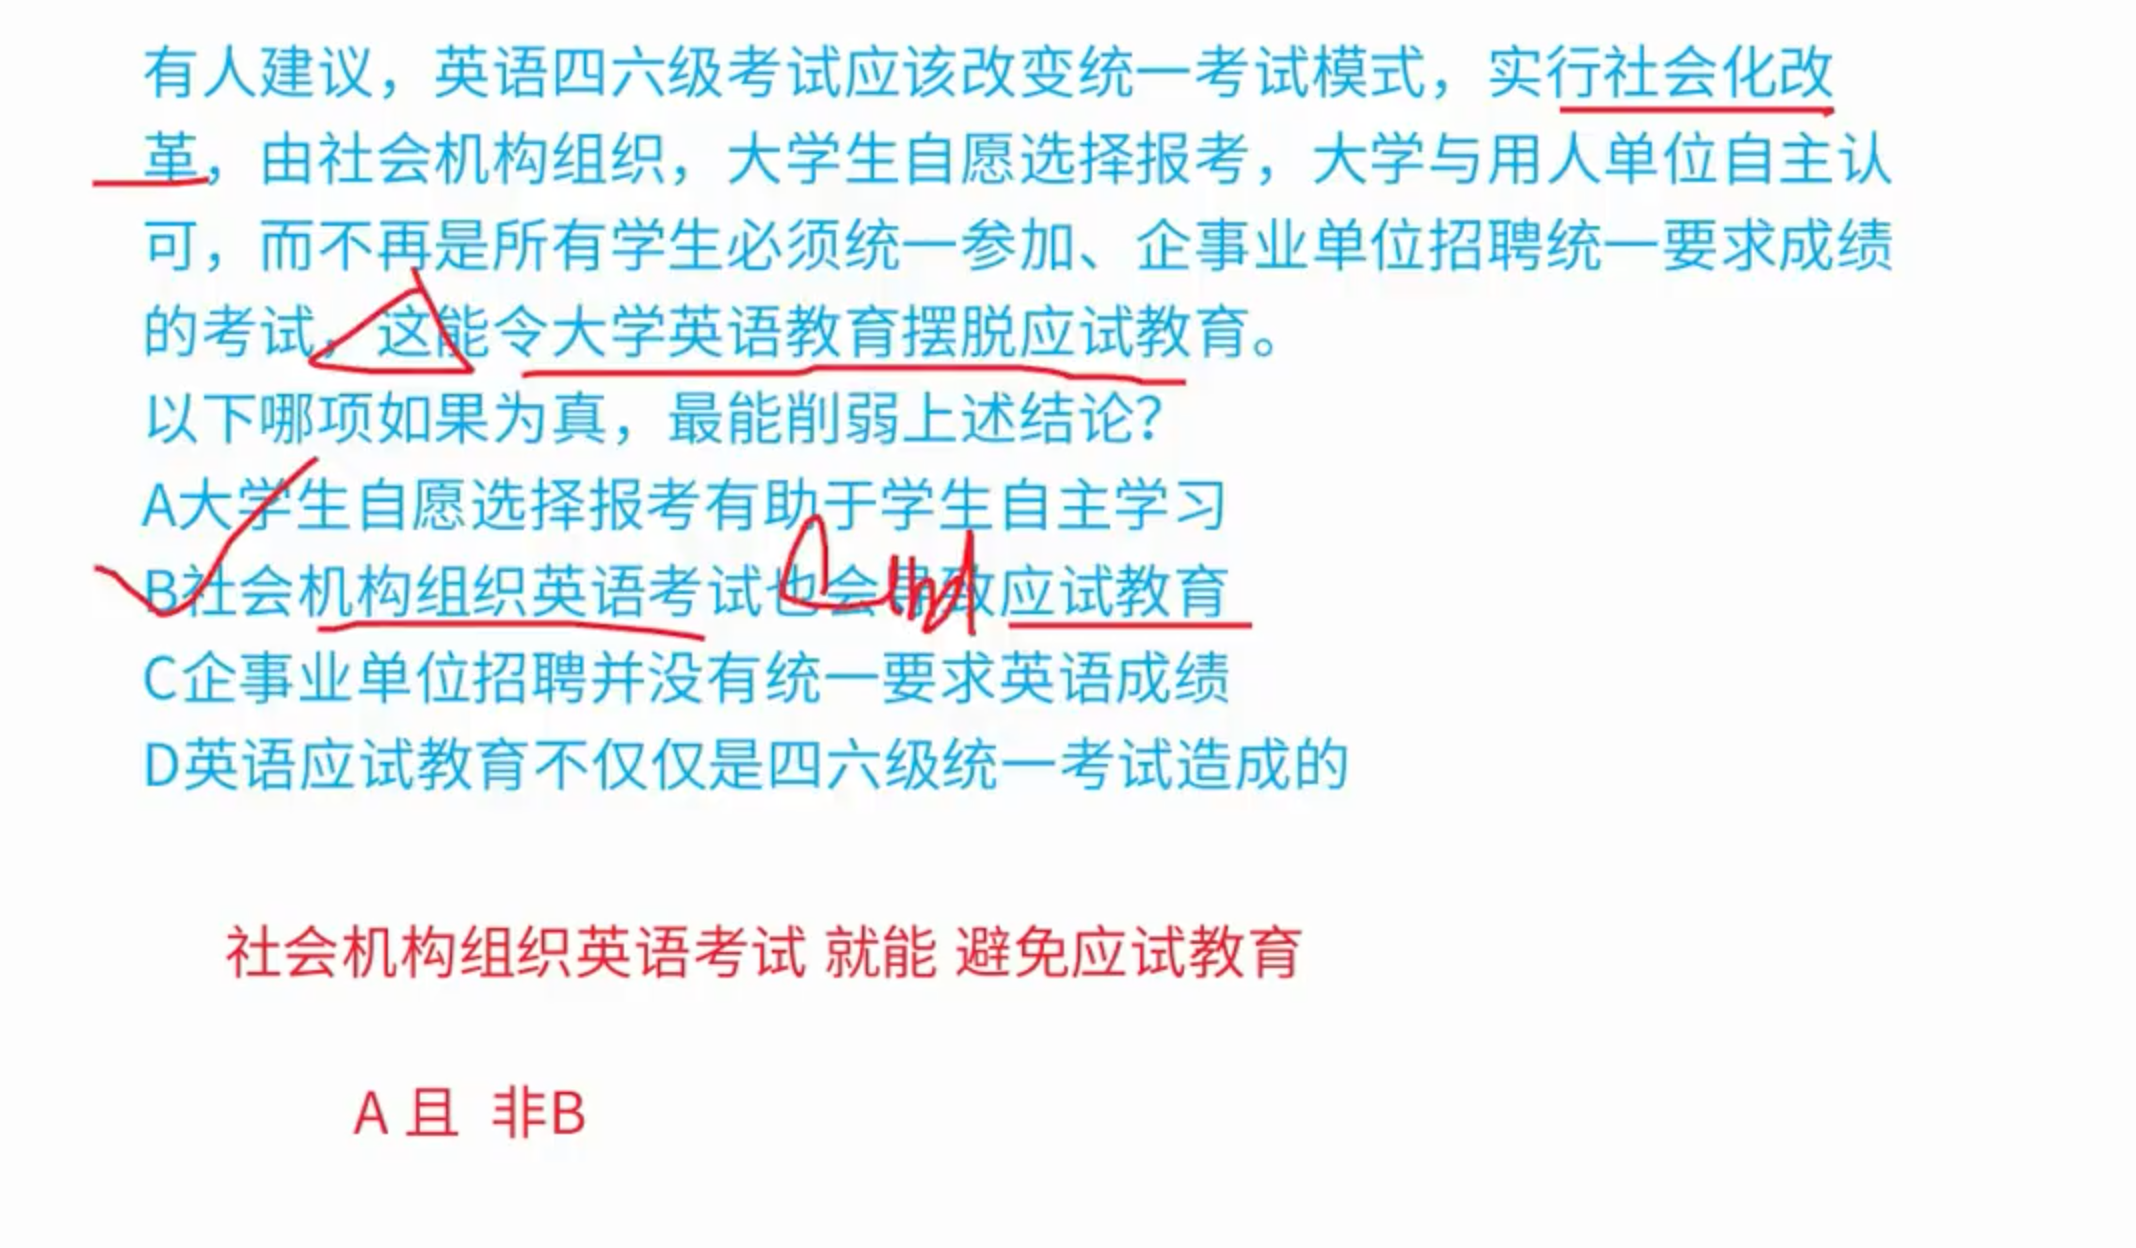 有人建议，英语四六级考试应该改变统一考试模式，实行社会化改
革，由社会机构组织，大学生自愿选择报考，大学与用人单位自主认
可，而不再是所有学生必须统一参加、企事业单位招聘统一要求成绩
的考试，这能令大学英语教育摆脱应试教育。
以下哪项如果为真，最能削弱上述结论？
A大学生自愿选择报考有助于学生自主学习
B社会机构组织英语考试也会导致应试教育
C企事业单位招聘并没有统一要求英语成绩
D英语应试教育不仅仅是四六级统一考试造成的
社会机构组织英语考试 就能 避免应试教育
A 且 非B